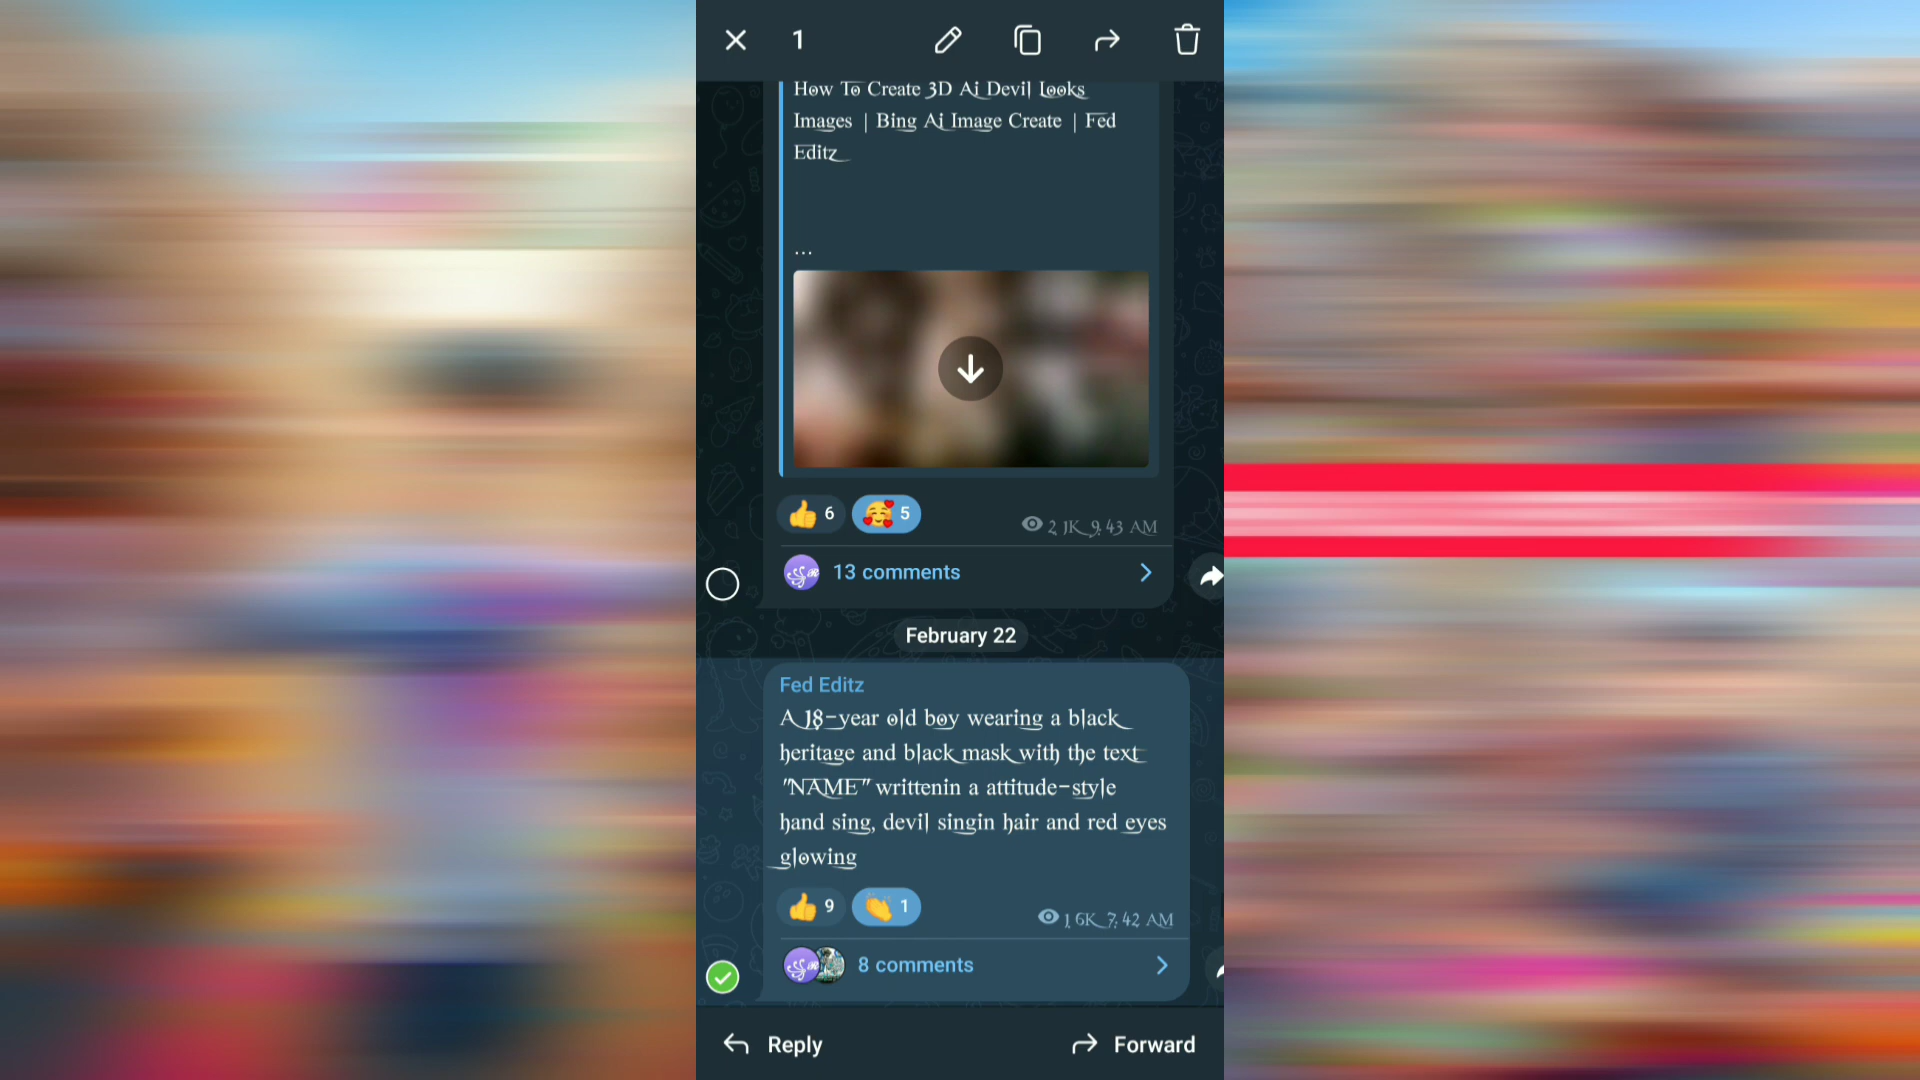 1
How To Create 3D Ai Devil Looks
Images | Bing Ai Image Create | Fed
Editz
...
6
5
2.1K 9:43 AM
13 comments
February 22
Fed Editz
A 18-year old boy wearing a black
heritage and black mask with the text
"NAME" writtenin a attitude-style
hand sing, devil singin hair and red eyes
glowing
9
1
1.6K 7:42 AM
8 comments
Reply
Forward